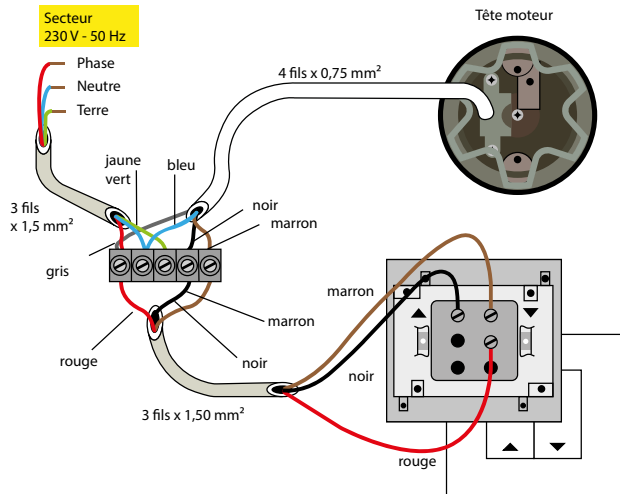 Secteur
230 V - 50 Hz
Tête moteur
Phase
Neutre
Terre
4 fils x 0,75 mm²
jaune
vert
bleu
3 fils
x 1,5 mm²
noir
marron
gris
marron
marron
rouge
noir
noir
3 fils x 1,50 mm²
rouge